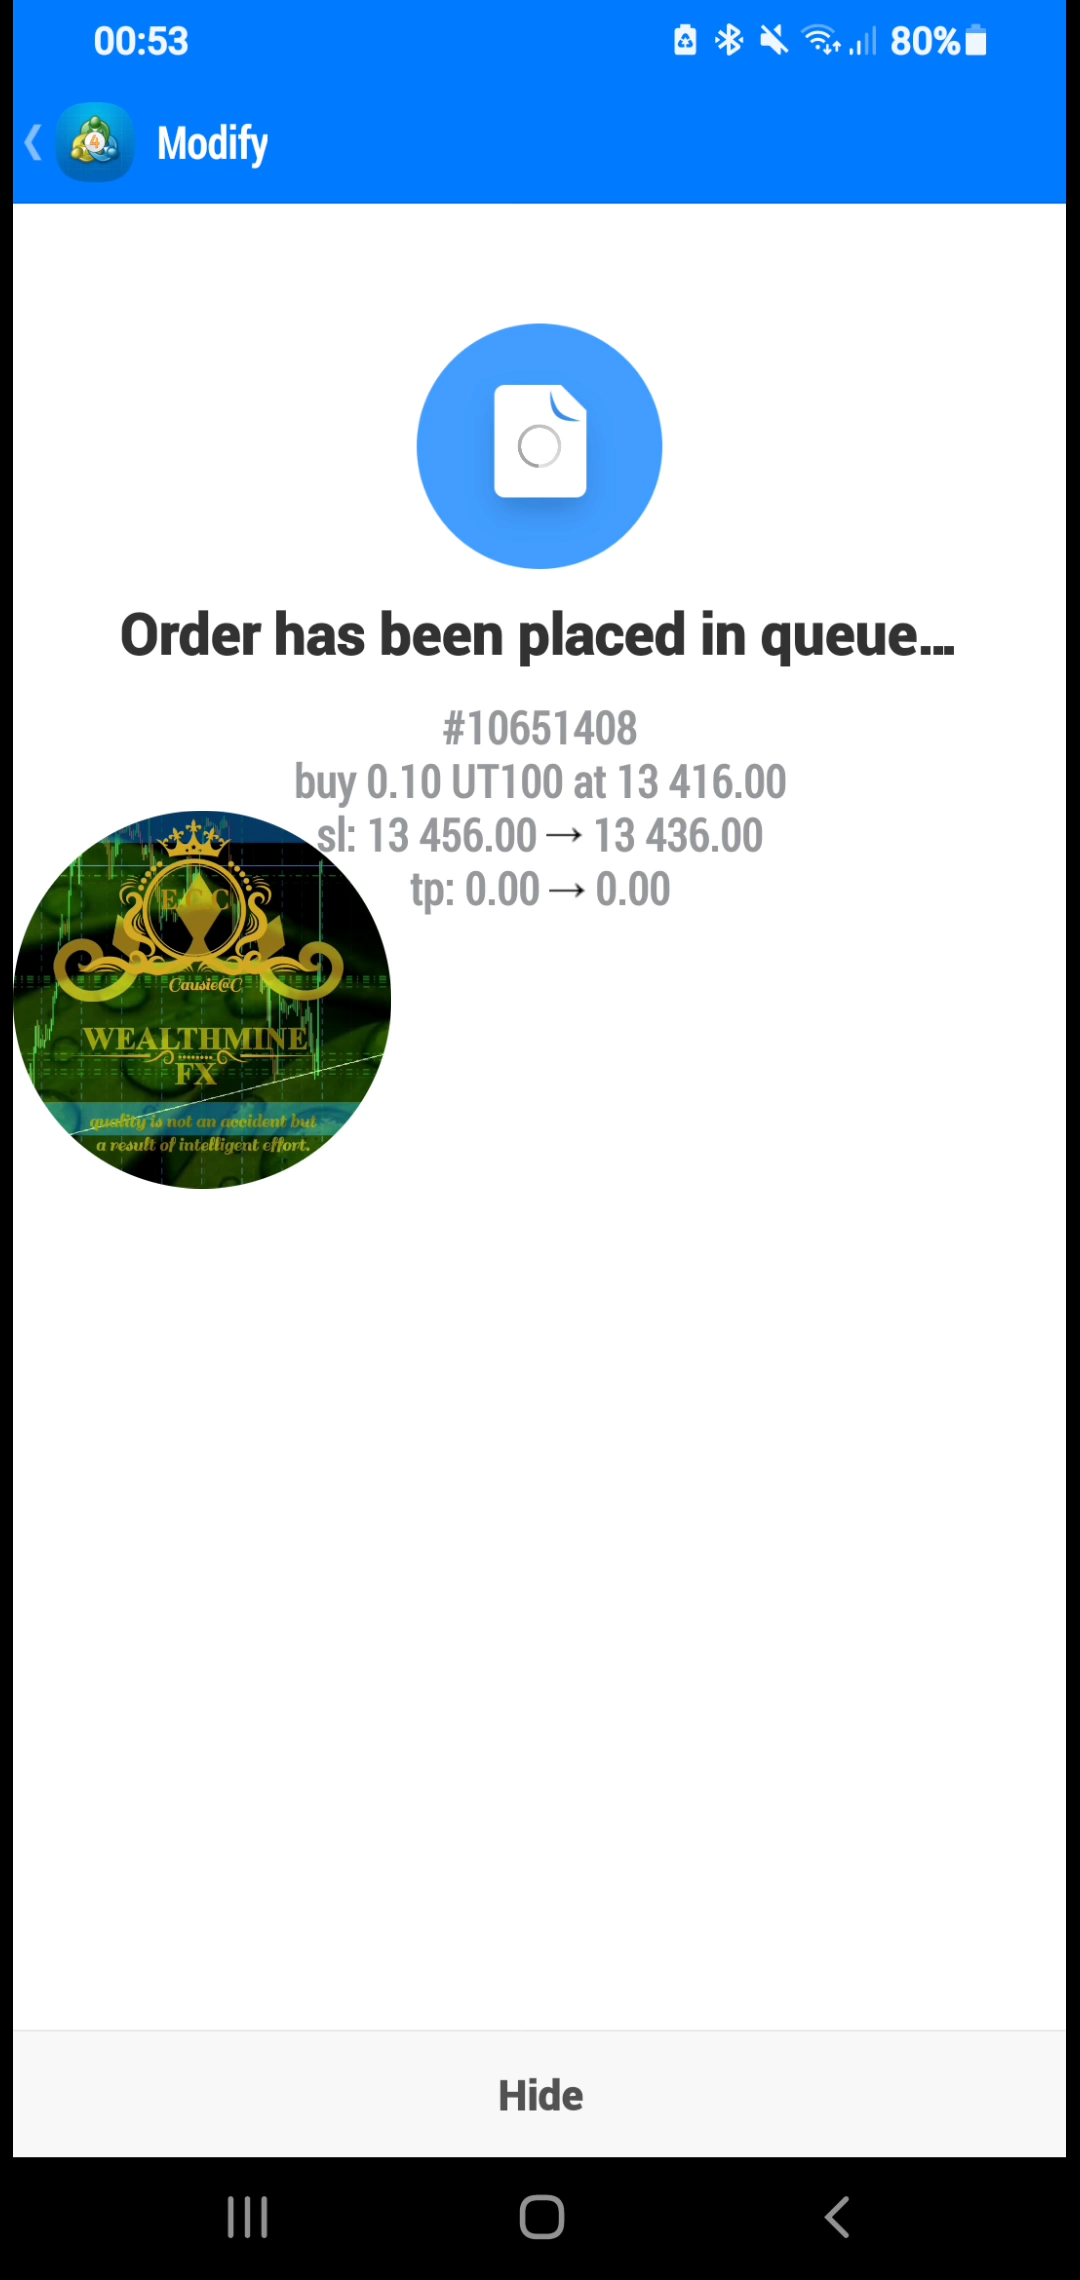 00:53
80%
4
Modify
Order has been placed in queue...
#10651408
buy 0.10 UT100 at 13 416.00
sl: 13 456.00 → 13 436.00
tp: 0.00 → 0.00
E.C.C
Causie@C
WEALTHMINE
FX
quality is not an accident but
a result of intelligent effort.
Hide